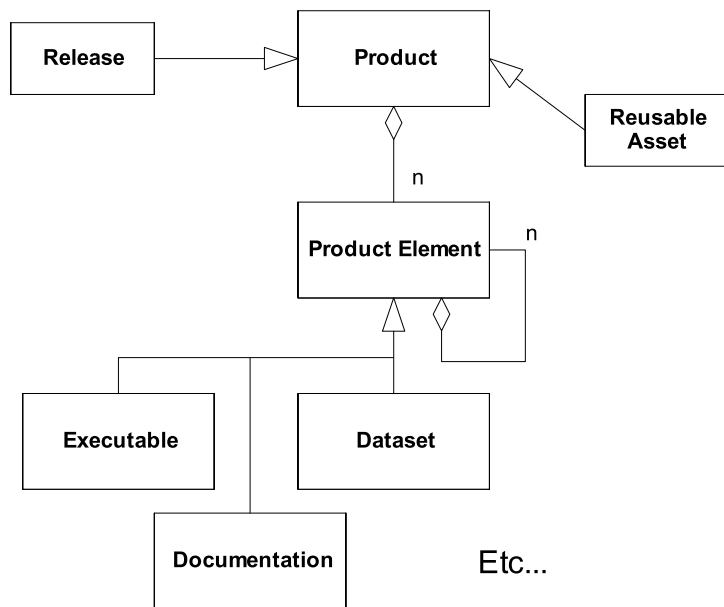 Release
Product
Reusable
Asset
n
Product Element
n
Executable
Dataset
Documentation
Etc...